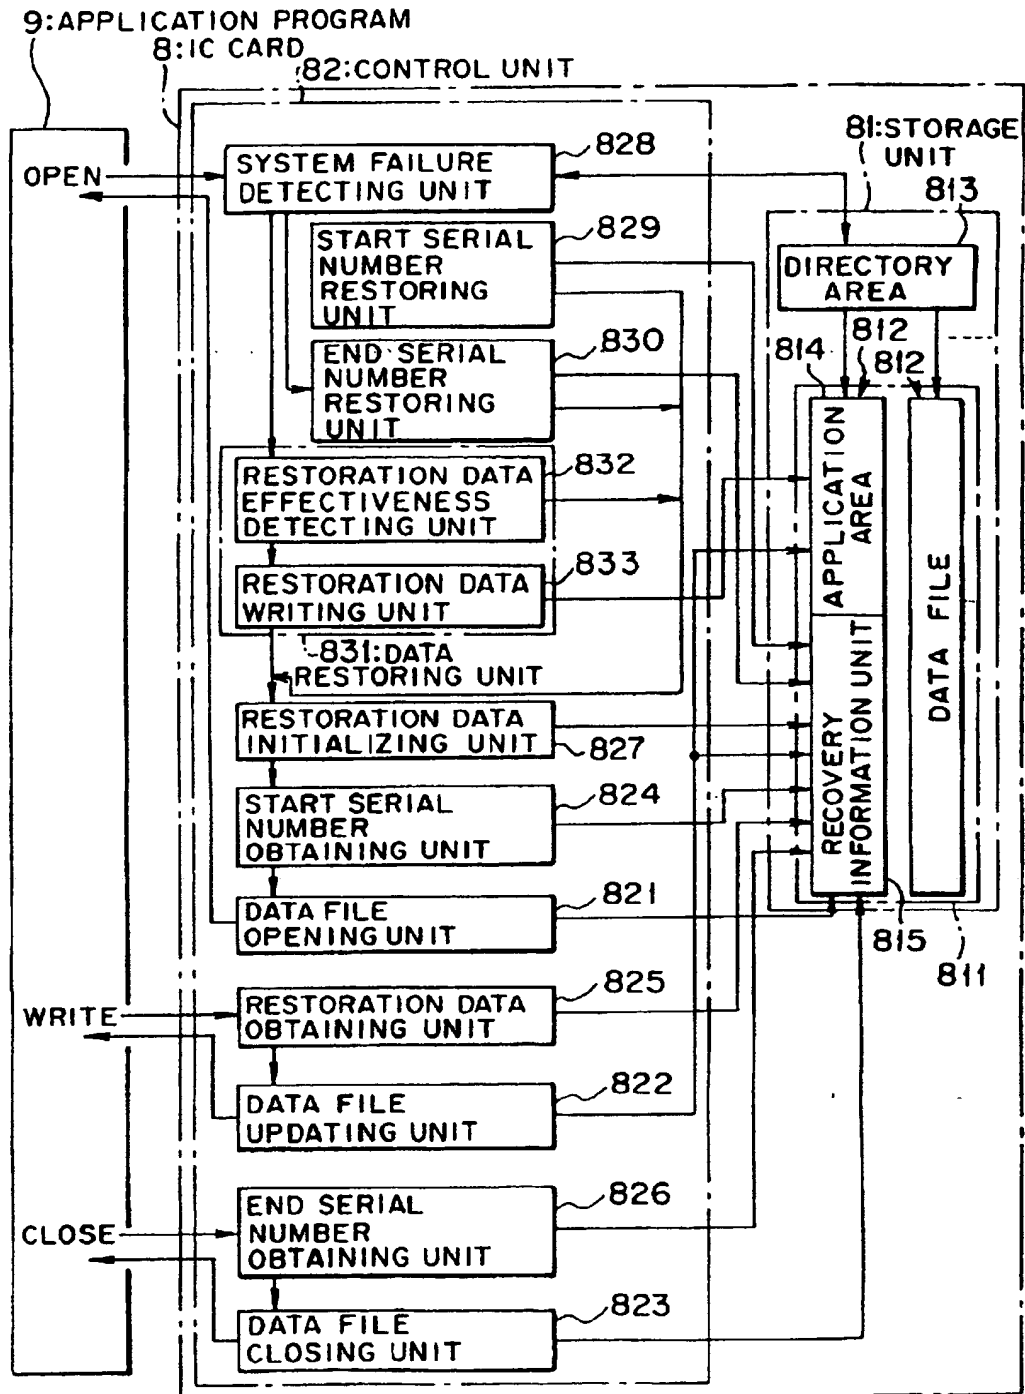 9:APPLICATION PROGRAM
8:IC CARD
82:CONTROL UNIT
81:STORAGE
UNIT
813
OPEN
SYSTEM FAILURE
DETECTING UNIT
828
START SERIAL
NUMBER
RESTORING
UNIT
829
DIRECTORY
AREA
812
814
812
END SERIAL
NUMBER
RESTORING
UNIT
830
APPLICATION
AREA
DATA FILE
RESTORATION DATA
EFFECTIVENESS
DETECTING UNIT
832
RESTORATION DATA
WRITING UNIT
833
831:DATA
RESTORING UNIT
RECOVERY
INFORMATION UNIT
RESTORATION DATA
INITIALIZING UNIT
827
START SERIAL
NUMBER
OBTAINING UNIT
824
DATA FILE
OPENING UNIT
821
815
811
WRITE
RESTORATION DATA
OBTAINING UNIT
825
DATA FILE
UPDATING UNIT
822
CLOSE
END SERIAL
NUMBER
OBTAINING UNIT
826
DATA FILE
CLOSING UNIT
823